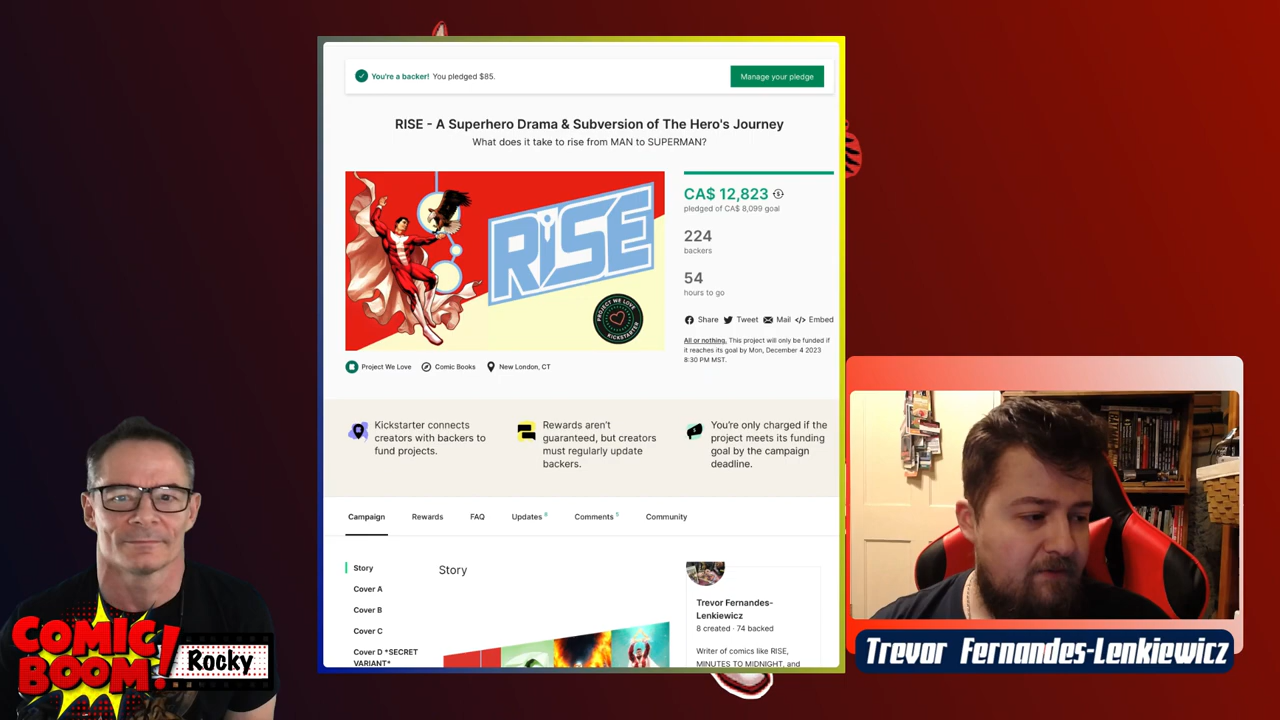 You're a backer! You pledged $85.
Manage your pledge
RISE - A Superhero Drama & Subversion of The Hero's Journey
What does it take to rise from MAN to SUPERMAN?
RiSE
PROJECT WE LOVE
KICKSTARTER
CA$ 12,823
pledged of CA$ 8,099 goal
224
backers
54
hours to go
Share Tweet Mail </> Embed
All or nothing. This project will only be funded if
it reaches its goal by Mon, December 4 2023
8:30 PM MST.
Project We Love Comic Books New London, CT
Kickstarter connects
creators with backers to
fund projects.
Rewards aren't
guaranteed, but creators
must regularly update
backers.
You're only charged if the
project meets its funding
goal by the campaign
deadline.
Campaign Rewards FAQ Updates 8 Comments 5 Community
Story
Cover A
Cover B
Cover C
Cover D *SECRET
VARIANT*
Story
Trevor Fernandes-
Lenkiewicz
8 created · 74 backed
Writer of comics like RISE,
MINUTES TO MIDNIGHT, and
COMIC
BOOM!
Rocky
Trevor Fernandes-Lenkiewicz